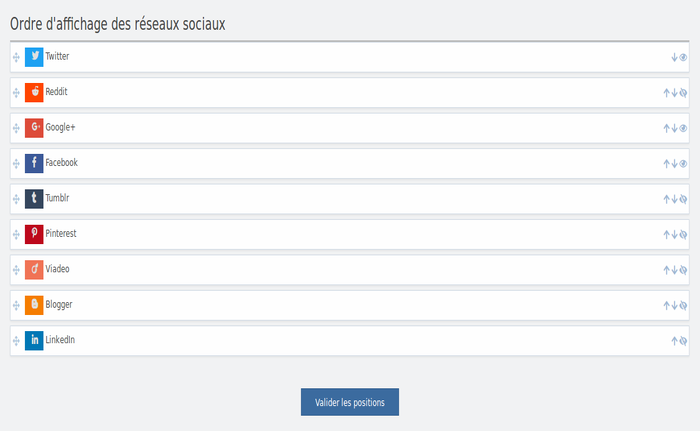 Ordre d'affichage des réseaux sociaux
Twitter
Reddit
Google+
Facebook
Tumblr
Pinterest
Viadeo
Blogger
LinkedIn
Valider les positions